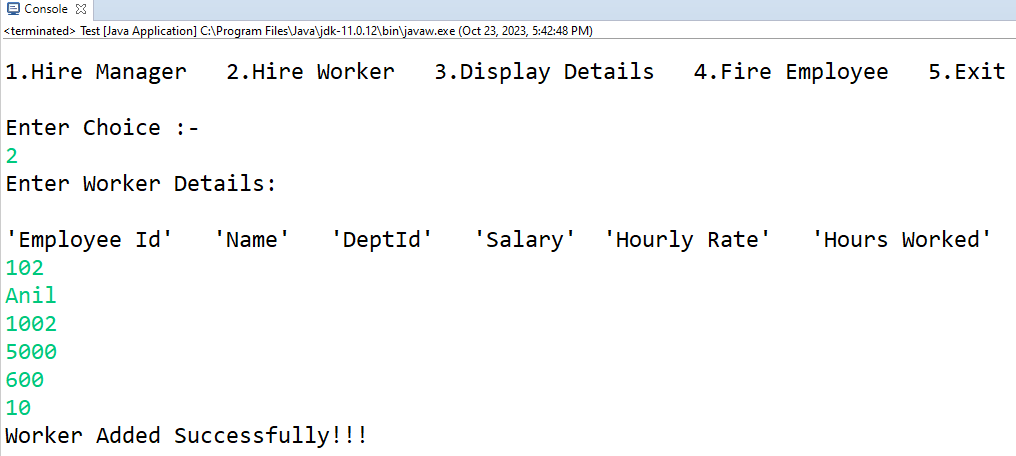 Console
<terminated> Test [Java Application] C:\Program Files\Java\jdk-11.0.12\bin\javaw.exe (Oct 23, 2023, 5:42:48 PM)
1.Hire Manager   2.Hire Worker   3.Display Details   4.Fire Employee   5.Exit
Enter Choice :-
2
Enter Worker Details:
'Employee Id'   'Name'   'DeptId'   'Salary'  'Hourly Rate'   'Hours Worked'
102
Anil
1002
5000
600
10
Worker Added Successfully!!!